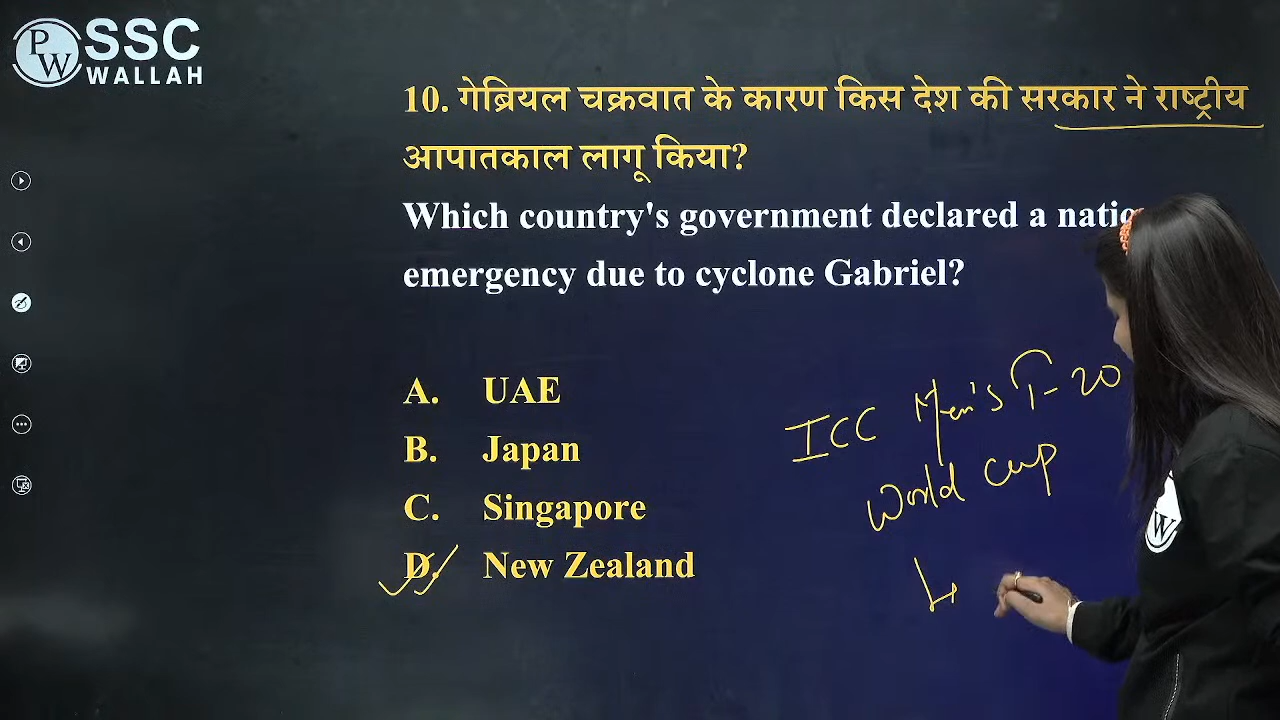 PW SSC
WALLAH
10. गेब्रियल चक्रवात के कारण किस देश की सरकार ने राष्ट्रीय
आपातकाल लागू किया?
Which country's government declared a
emergency due to cyclone Gabriel?
A. UAE
B. Japan
C. Singapore
D. New Zealand
ICC Men's T-20
World Cup
W